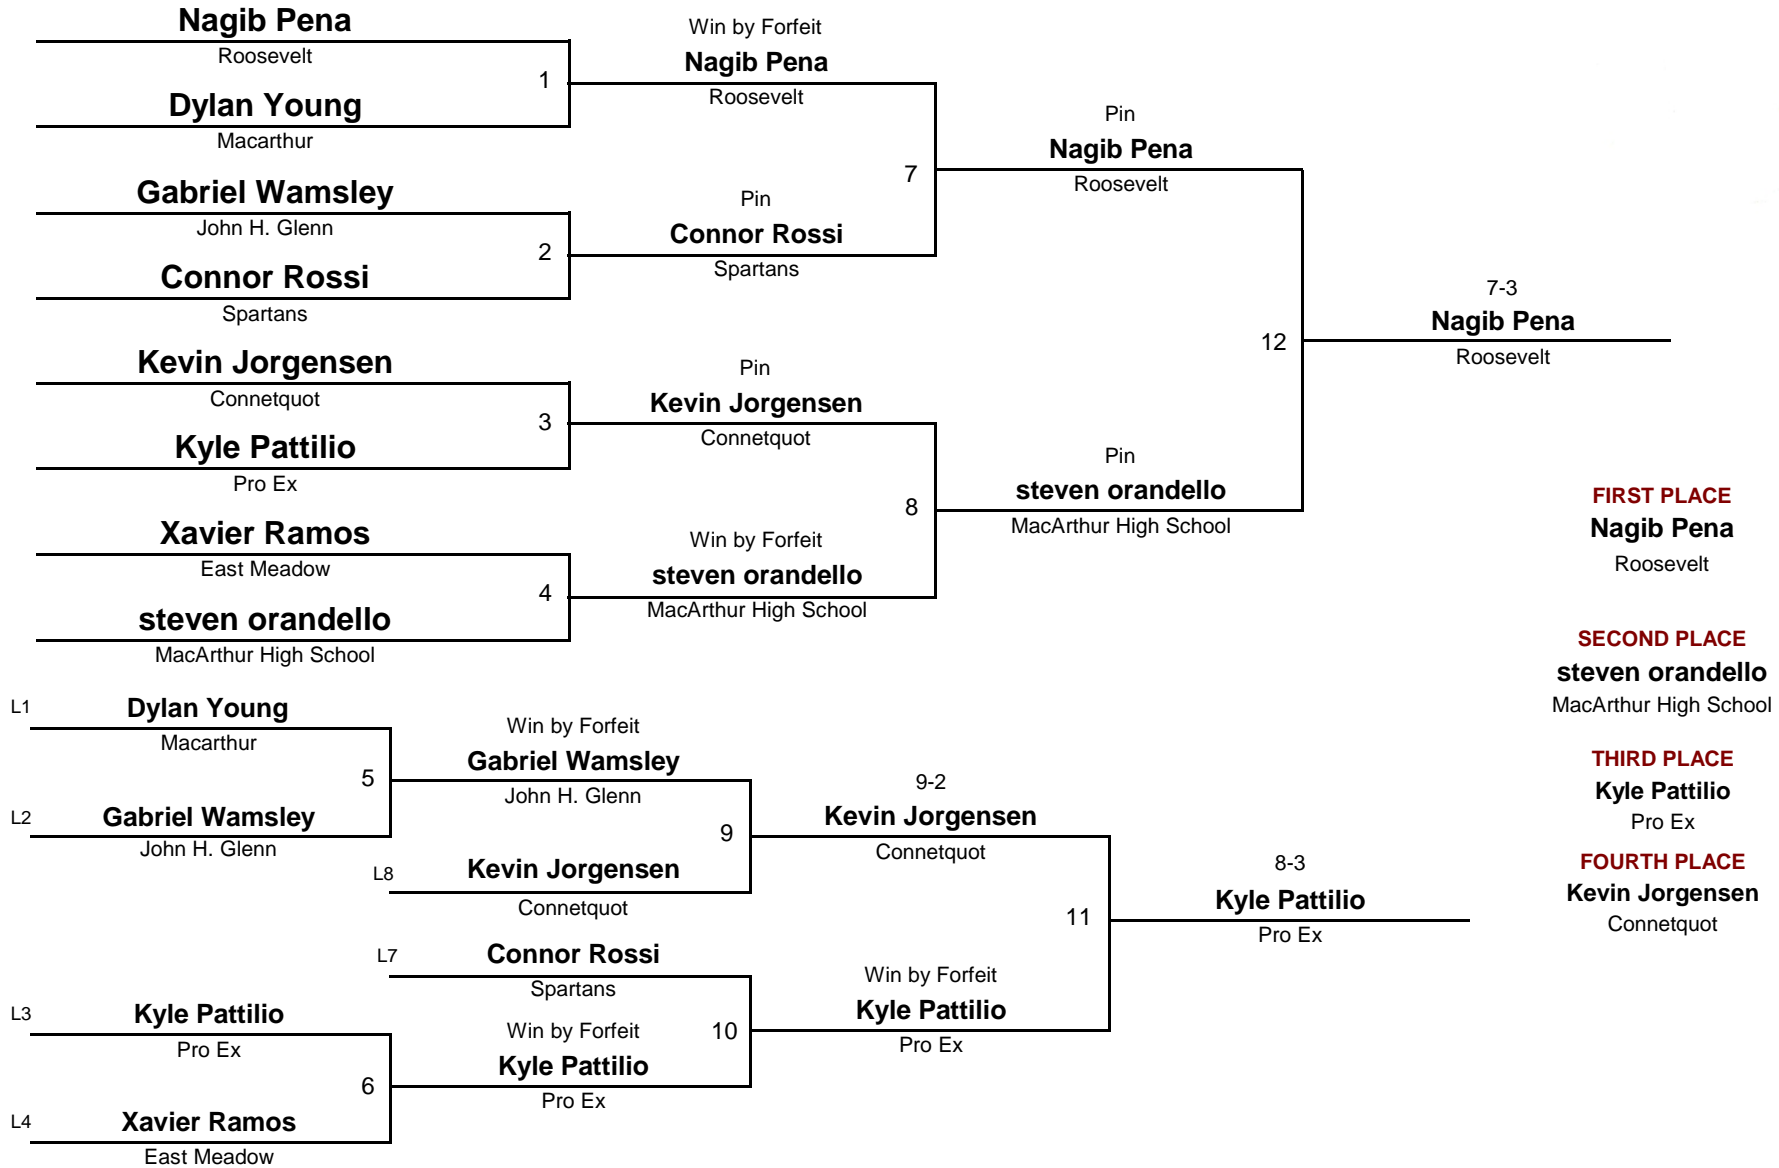 Nagib Pena
Roosevelt
1
Dylan Young
Macarthur
Gabriel Wamsley
John H. Glenn
2
Connor Rossi
Spartans
Kevin Jorgensen
Connetquot
3
Kyle Pattilio
Pro Ex
Xavier Ramos
East Meadow
4
steven orandello
MacArthur High School
Win by Forfeit
Nagib Pena
Roosevelt
7
Pin
Connor Rossi
Spartans
Pin
Kevin Jorgensen
Connetquot
8
Win by Forfeit
steven orandello
MacArthur High School
Pin
Nagib Pena
Roosevelt
12
Pin
steven orandello
MacArthur High School
7-3
Nagib Pena
Roosevelt
FIRST PLACE
Nagib Pena
Roosevelt
SECOND PLACE
steven orandello
MacArthur High School
THIRD PLACE
Kyle Pattilio
Pro Ex
FOURTH PLACE
Kevin Jorgensen
Connetquot
L1
Dylan Young
Macarthur
5
L2
Gabriel Wamsley
John H. Glenn
Win by Forfeit
Gabriel Wamsley
John H. Glenn
9
L8
Kevin Jorgensen
Connetquot
L7
Connor Rossi
Spartans
10
L3
Kyle Pattilio
Pro Ex
6
L4
Xavier Ramos
East Meadow
Win by Forfeit
Kyle Pattilio
Pro Ex
9-2
Kevin Jorgensen
Connetquot
11
Win by Forfeit
Kyle Pattilio
Pro Ex
8-3
Kyle Pattilio
Pro Ex